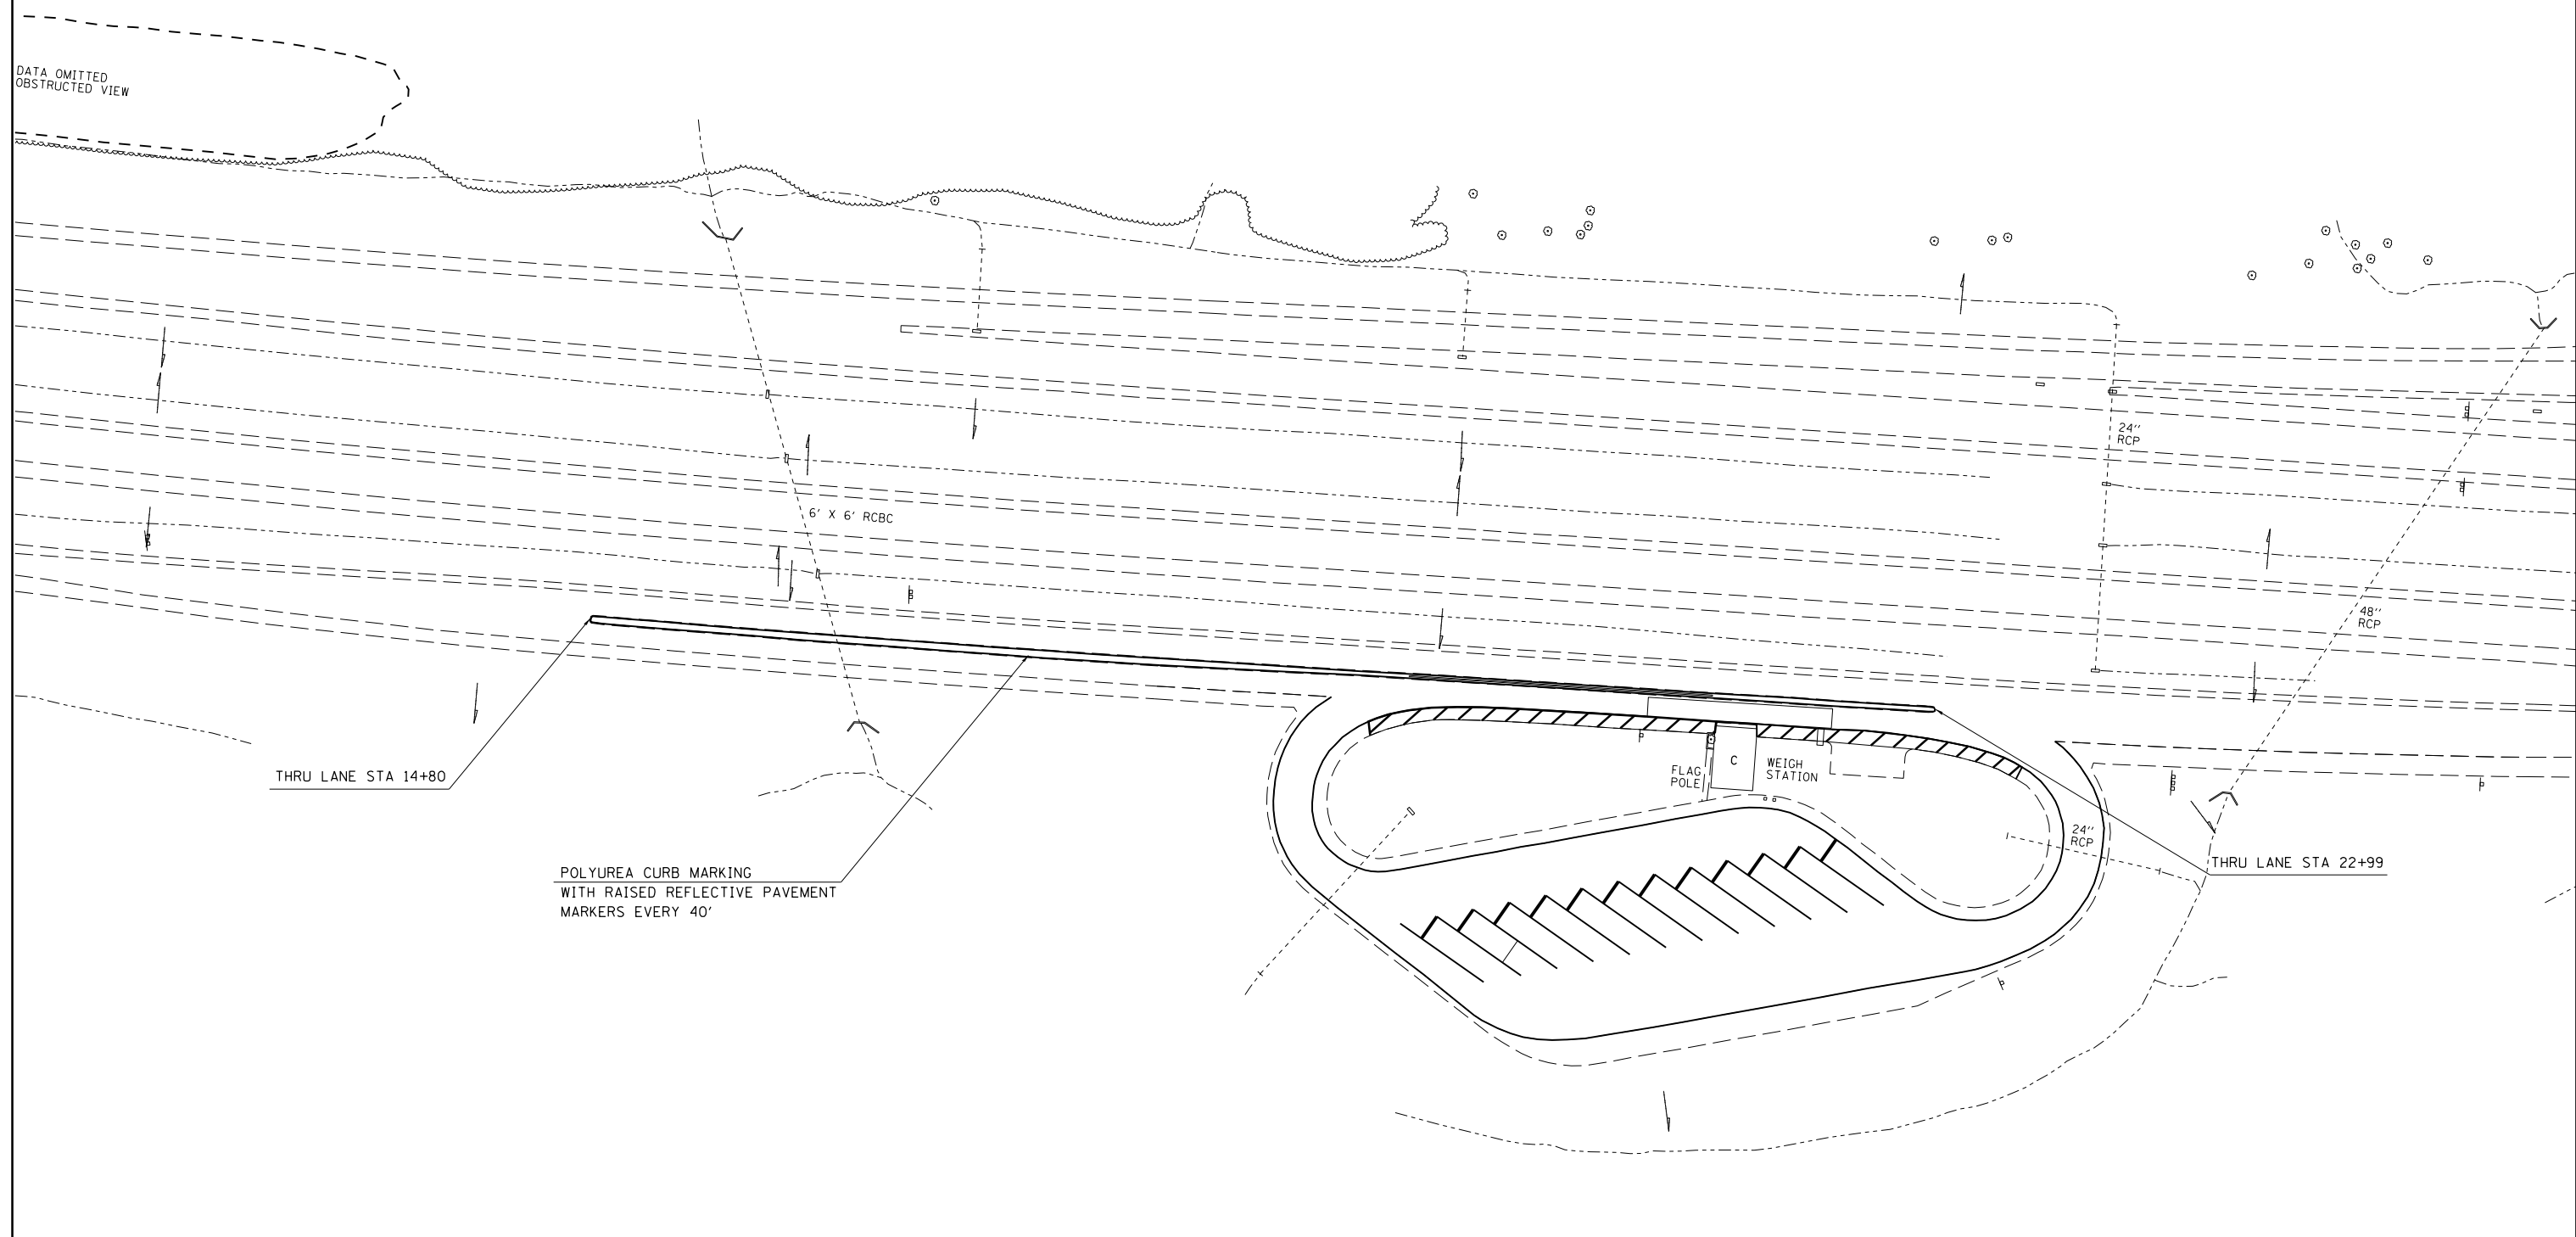 DATA OMITTED
OBSTRUCTED VIEW
24''
RCP
6' X 6' RCBC
48''
RCP
THRU LANE STA 14+80
FLAG
POLE
C
WEIGH
STATION
24''
RCP
THRU LANE STA 22+99
POLYUREA CURB MARKING
WITH RAISED REFLECTIVE PAVEMENT
MARKERS EVERY 40'